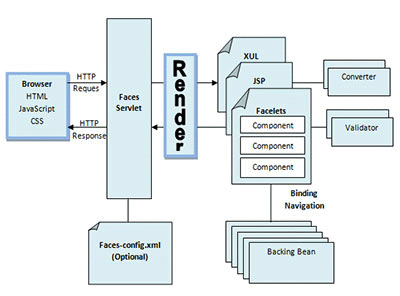 Browser
HTML
JavaScript
CSS
HTTP
Reques
HTTP
Response
Faces
Servlet
Render
XUL
JSP
Facelets
Component
Component
Component
Converter
Validator
Binding
Navigation
Faces-config.xml
(Optional)
Backing Bean